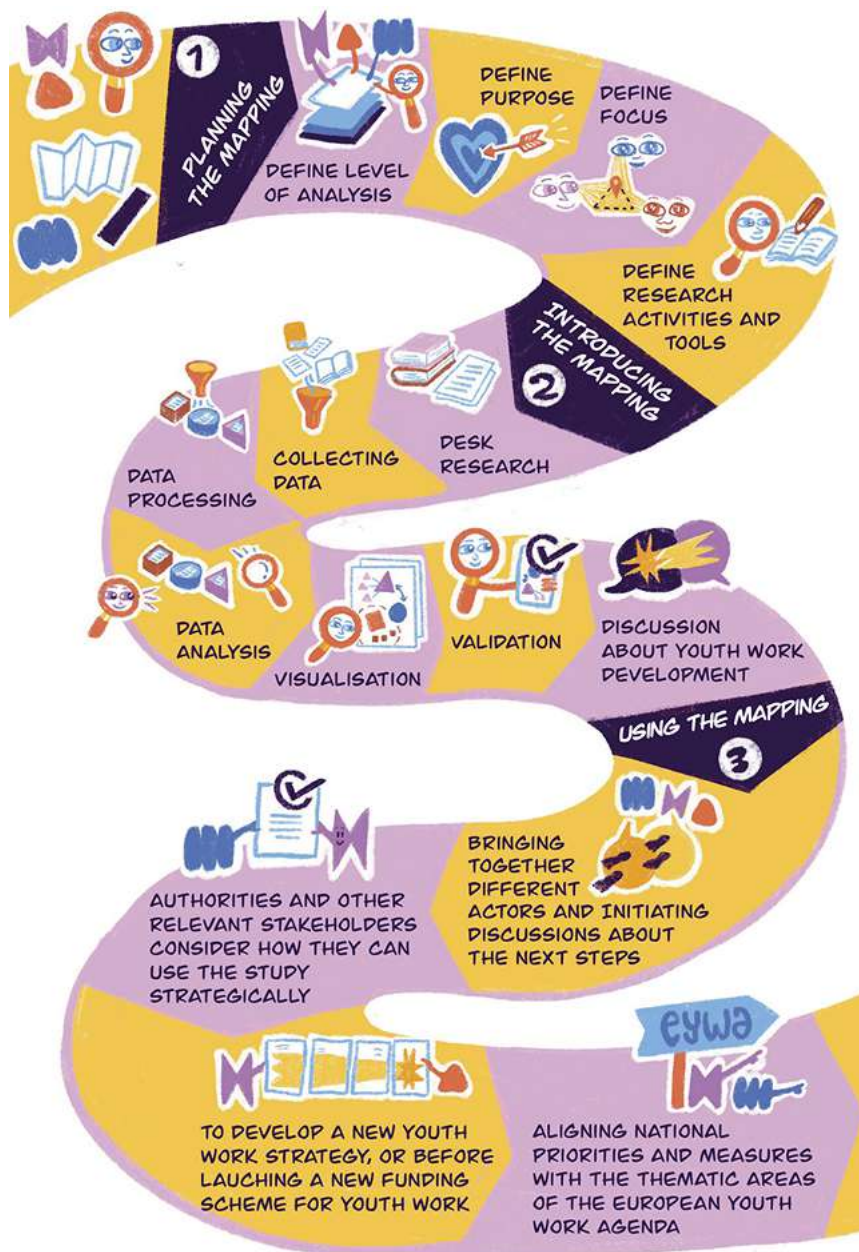 1
PLANNING
THE MAPPING
DEFINE LEVEL
OF ANALYSIS
DEFINE
PURPOSE
DEFINE
FOCUS
DEFINE
RESEARCH
ACTIVITIES AND
TOOLS
INTRODUCING
THE MAPPING
2
DESK
RESEARCH
COLLECTING
DATA
DATA
PROCESSING
DATA
ANALYSIS
VISUALISATION
VALIDATION
DISCUSSION
ABOUT YOUTH WORK
DEVELOPMENT
USING THE MAPPING
3
BRINGING
TOGETHER
DIFFERENT
ACTORS AND INITIATING
DISCUSSIONS ABOUT
THE NEXT STEPS
AUTHORITIES AND OTHER
RELEVANT STAKEHOLDERS
CONSIDER HOW THEY CAN
USE THE STUDY
STRATEGICALLY
TO DEVELOP A NEW YOUTH
WORK STRATEGY, OR BEFORE
LAUCHING A NEW FUNDING
SCHEME FOR YOUTH WORK
eywa
ALIGNING NATIONAL
PRIORITIES AND MEASURES
WITH THE THEMATIC AREAS
OF THE EUROPEAN YOUTH
WORK AGENDA